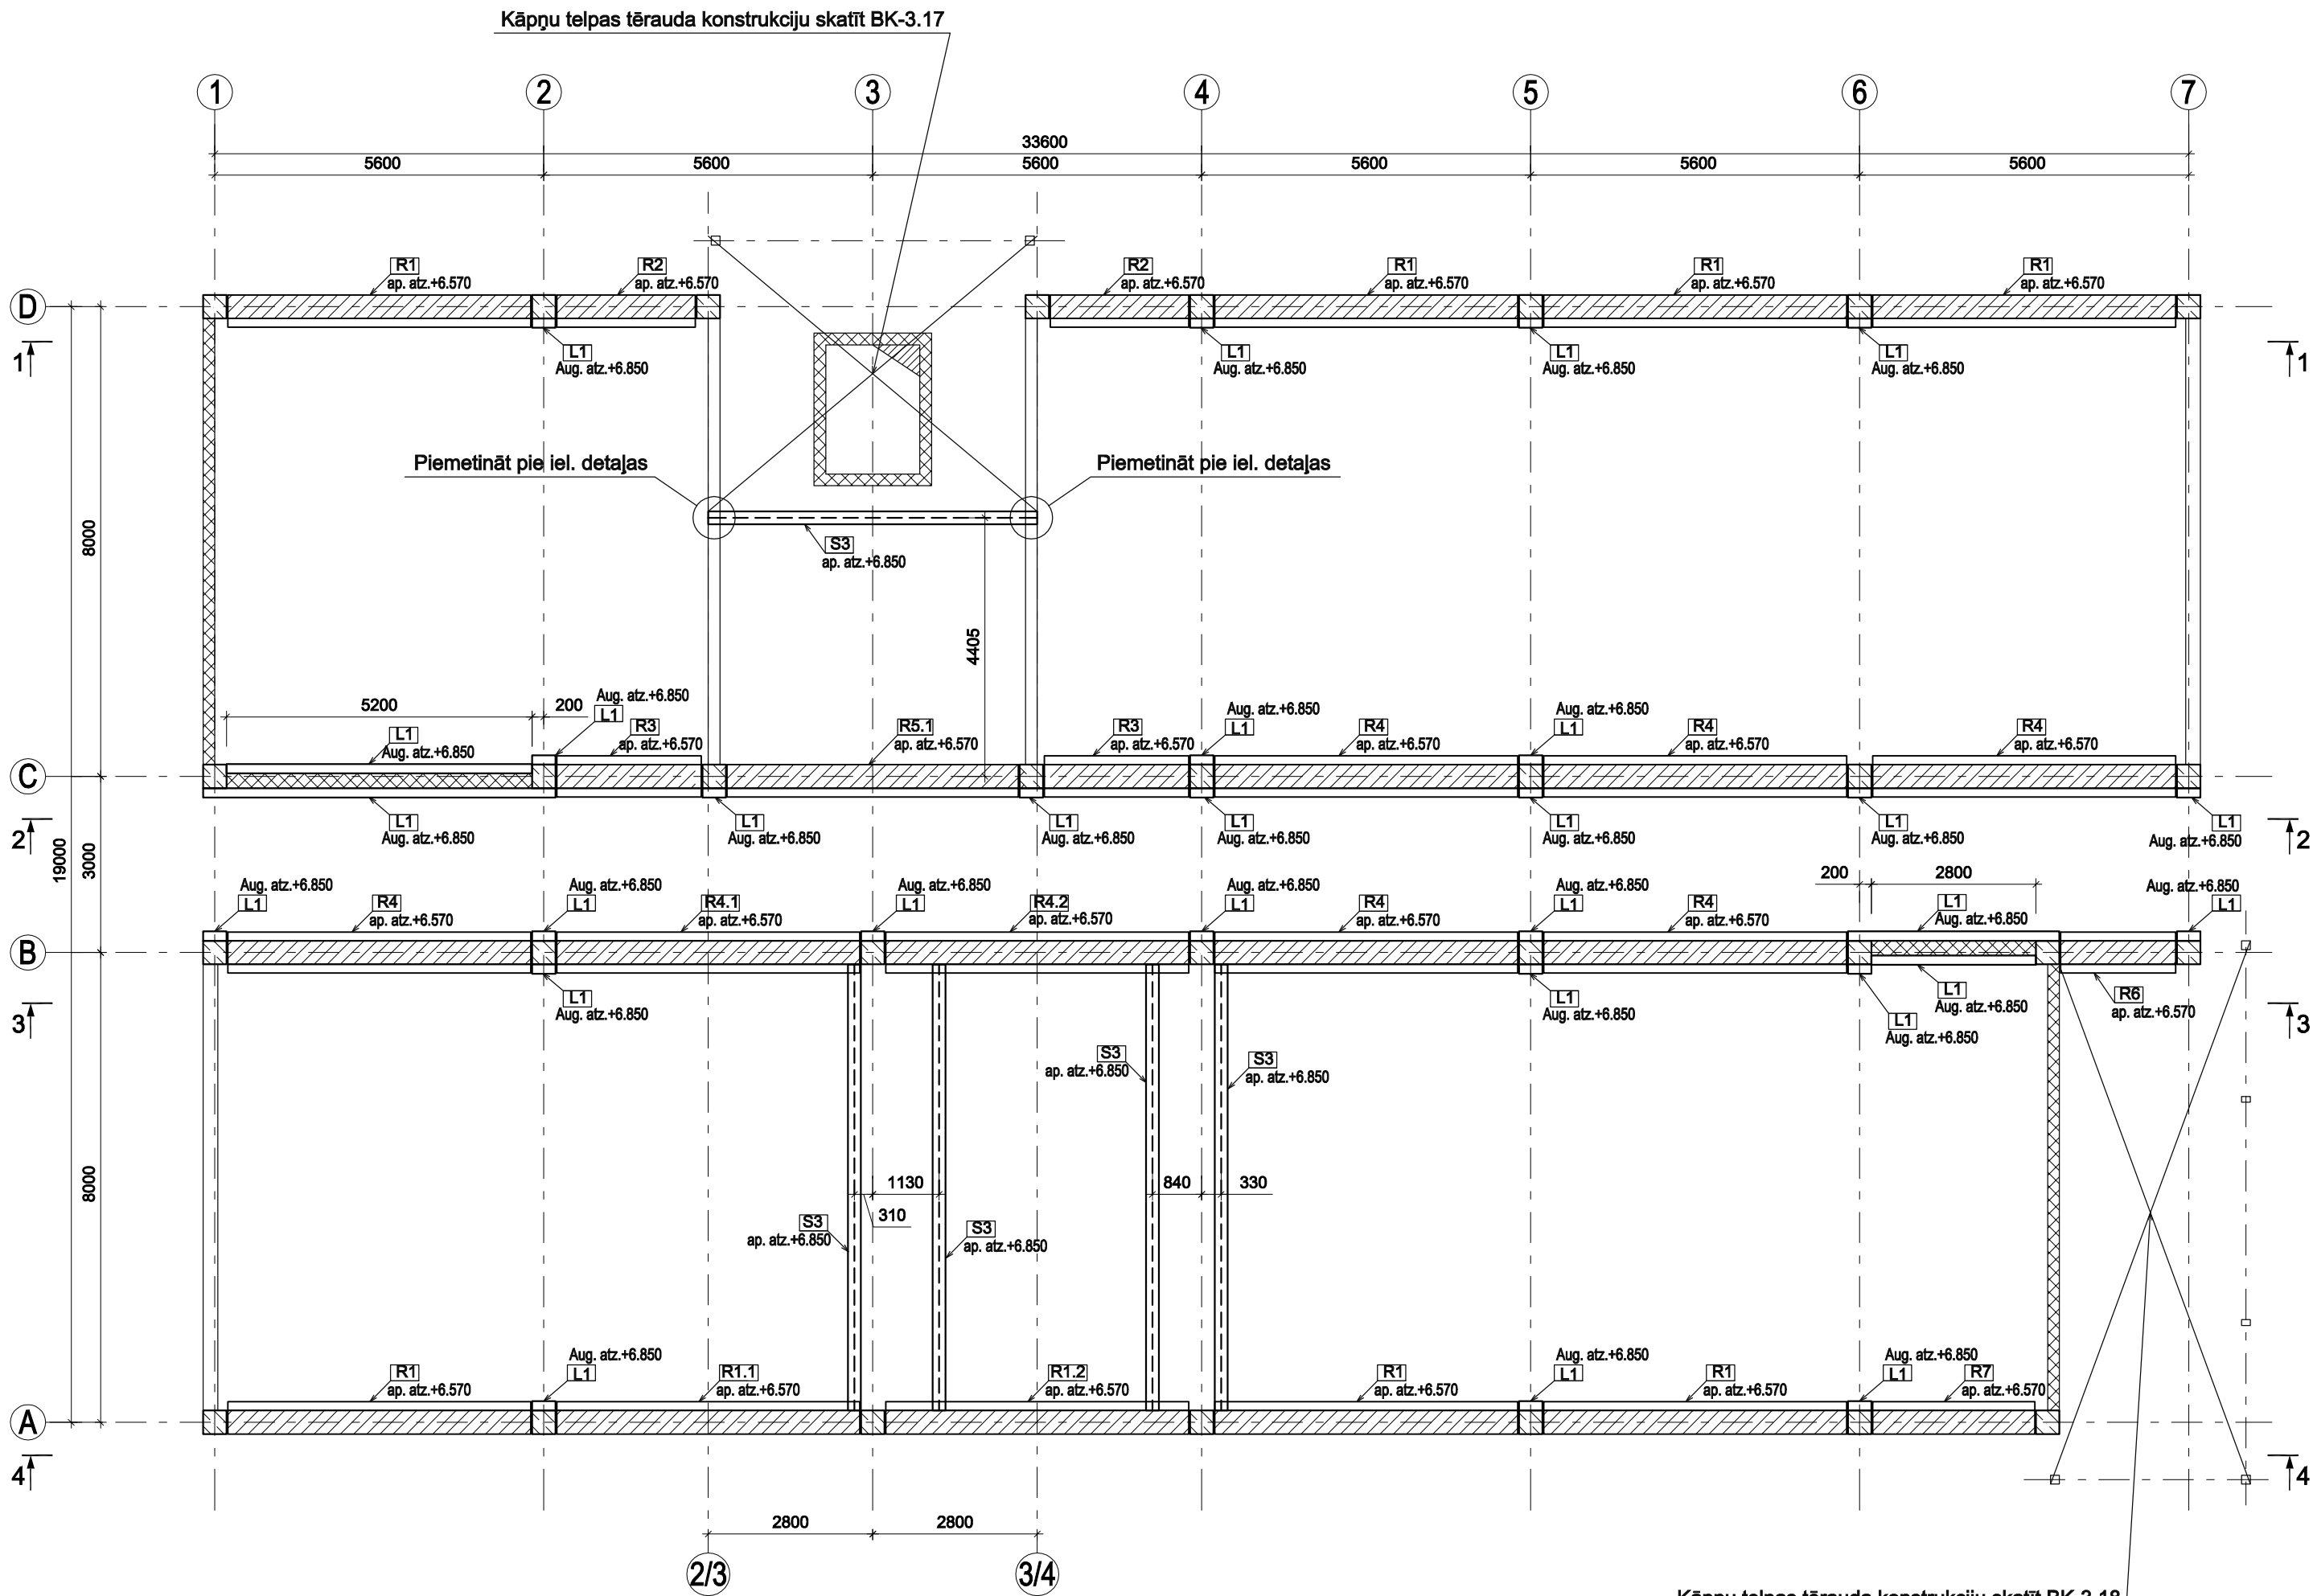 Kāpņu telpas tērauda konstrukciju skatīt BK-3.17
1 2 3 4 5 6 7
33600
5600 5600 5600 5600 5600 5600
R1 R2 R2 R1 R1 R1
ap. atz.+6.570 ap. atz.+6.570 ap. atz.+6.570 ap. atz.+6.570 ap. atz.+6.570 ap. atz.+6.570
D
1 1
L1 L1 L1 L1
Aug. atz.+6.850 Aug. atz.+6.850 Aug. atz.+6.850 Aug. atz.+6.850
Piemetināt pie iel. detaļas Piemetināt pie iel. detaļas
8000
S3
ap. atz.+6.850
4405
5200 200
Aug. atz.+6.850 Aug. atz.+6.850 Aug. atz.+6.850
L1 L1 L1
L1 R3 R5.1 R3 R4 R4 R4
Aug. atz.+6.850 ap. atz.+6.570 ap. atz.+6.570 ap. atz.+6.570 ap. atz.+6.570 ap. atz.+6.570 ap. atz.+6.570
C
L1 L1 L1 L1 L1 L1 L1
Aug. atz.+6.850 Aug. atz.+6.850 Aug. atz.+6.850 Aug. atz.+6.850 Aug. atz.+6.850 Aug. atz.+6.850 Aug. atz.+6.850
2 2
19000
3000
200 2800
Aug. atz.+6.850 Aug. atz.+6.850 Aug. atz.+6.850 Aug. atz.+6.850 Aug. atz.+6.850 Aug. atz.+6.850
L1 R4 L1 R4.1 L1 R4.2 L1 R4 L1 R4 L1 L1
ap. atz.+6.570 ap. atz.+6.570 ap. atz.+6.570 ap. atz.+6.570 ap. atz.+6.570 Aug. atz.+6.850
B
L1 L1 L1 R6
Aug. atz.+6.850 Aug. atz.+6.850 Aug. atz.+6.850 ap. atz.+6.570
3 3
L1
Aug. atz.+6.850
S3 S3
ap. atz.+6.850 ap. atz.+6.850
8000
1130 840 330
310
S3 S3
ap. atz.+6.850 ap. atz.+6.850
Aug. atz.+6.850 Aug. atz.+6.850 Aug. atz.+6.850
R1 L1 R1.1 R1.2 R1 L1 R1 L1 R7
ap. atz.+6.570 ap. atz.+6.570 ap. atz.+6.570 ap. atz.+6.570 ap. atz.+6.570 ap. atz.+6.570
A
4 4
2800 2800
2/3 3/4
Kāpņu telpas tērauda konstrukciju skatīt BK-3.18